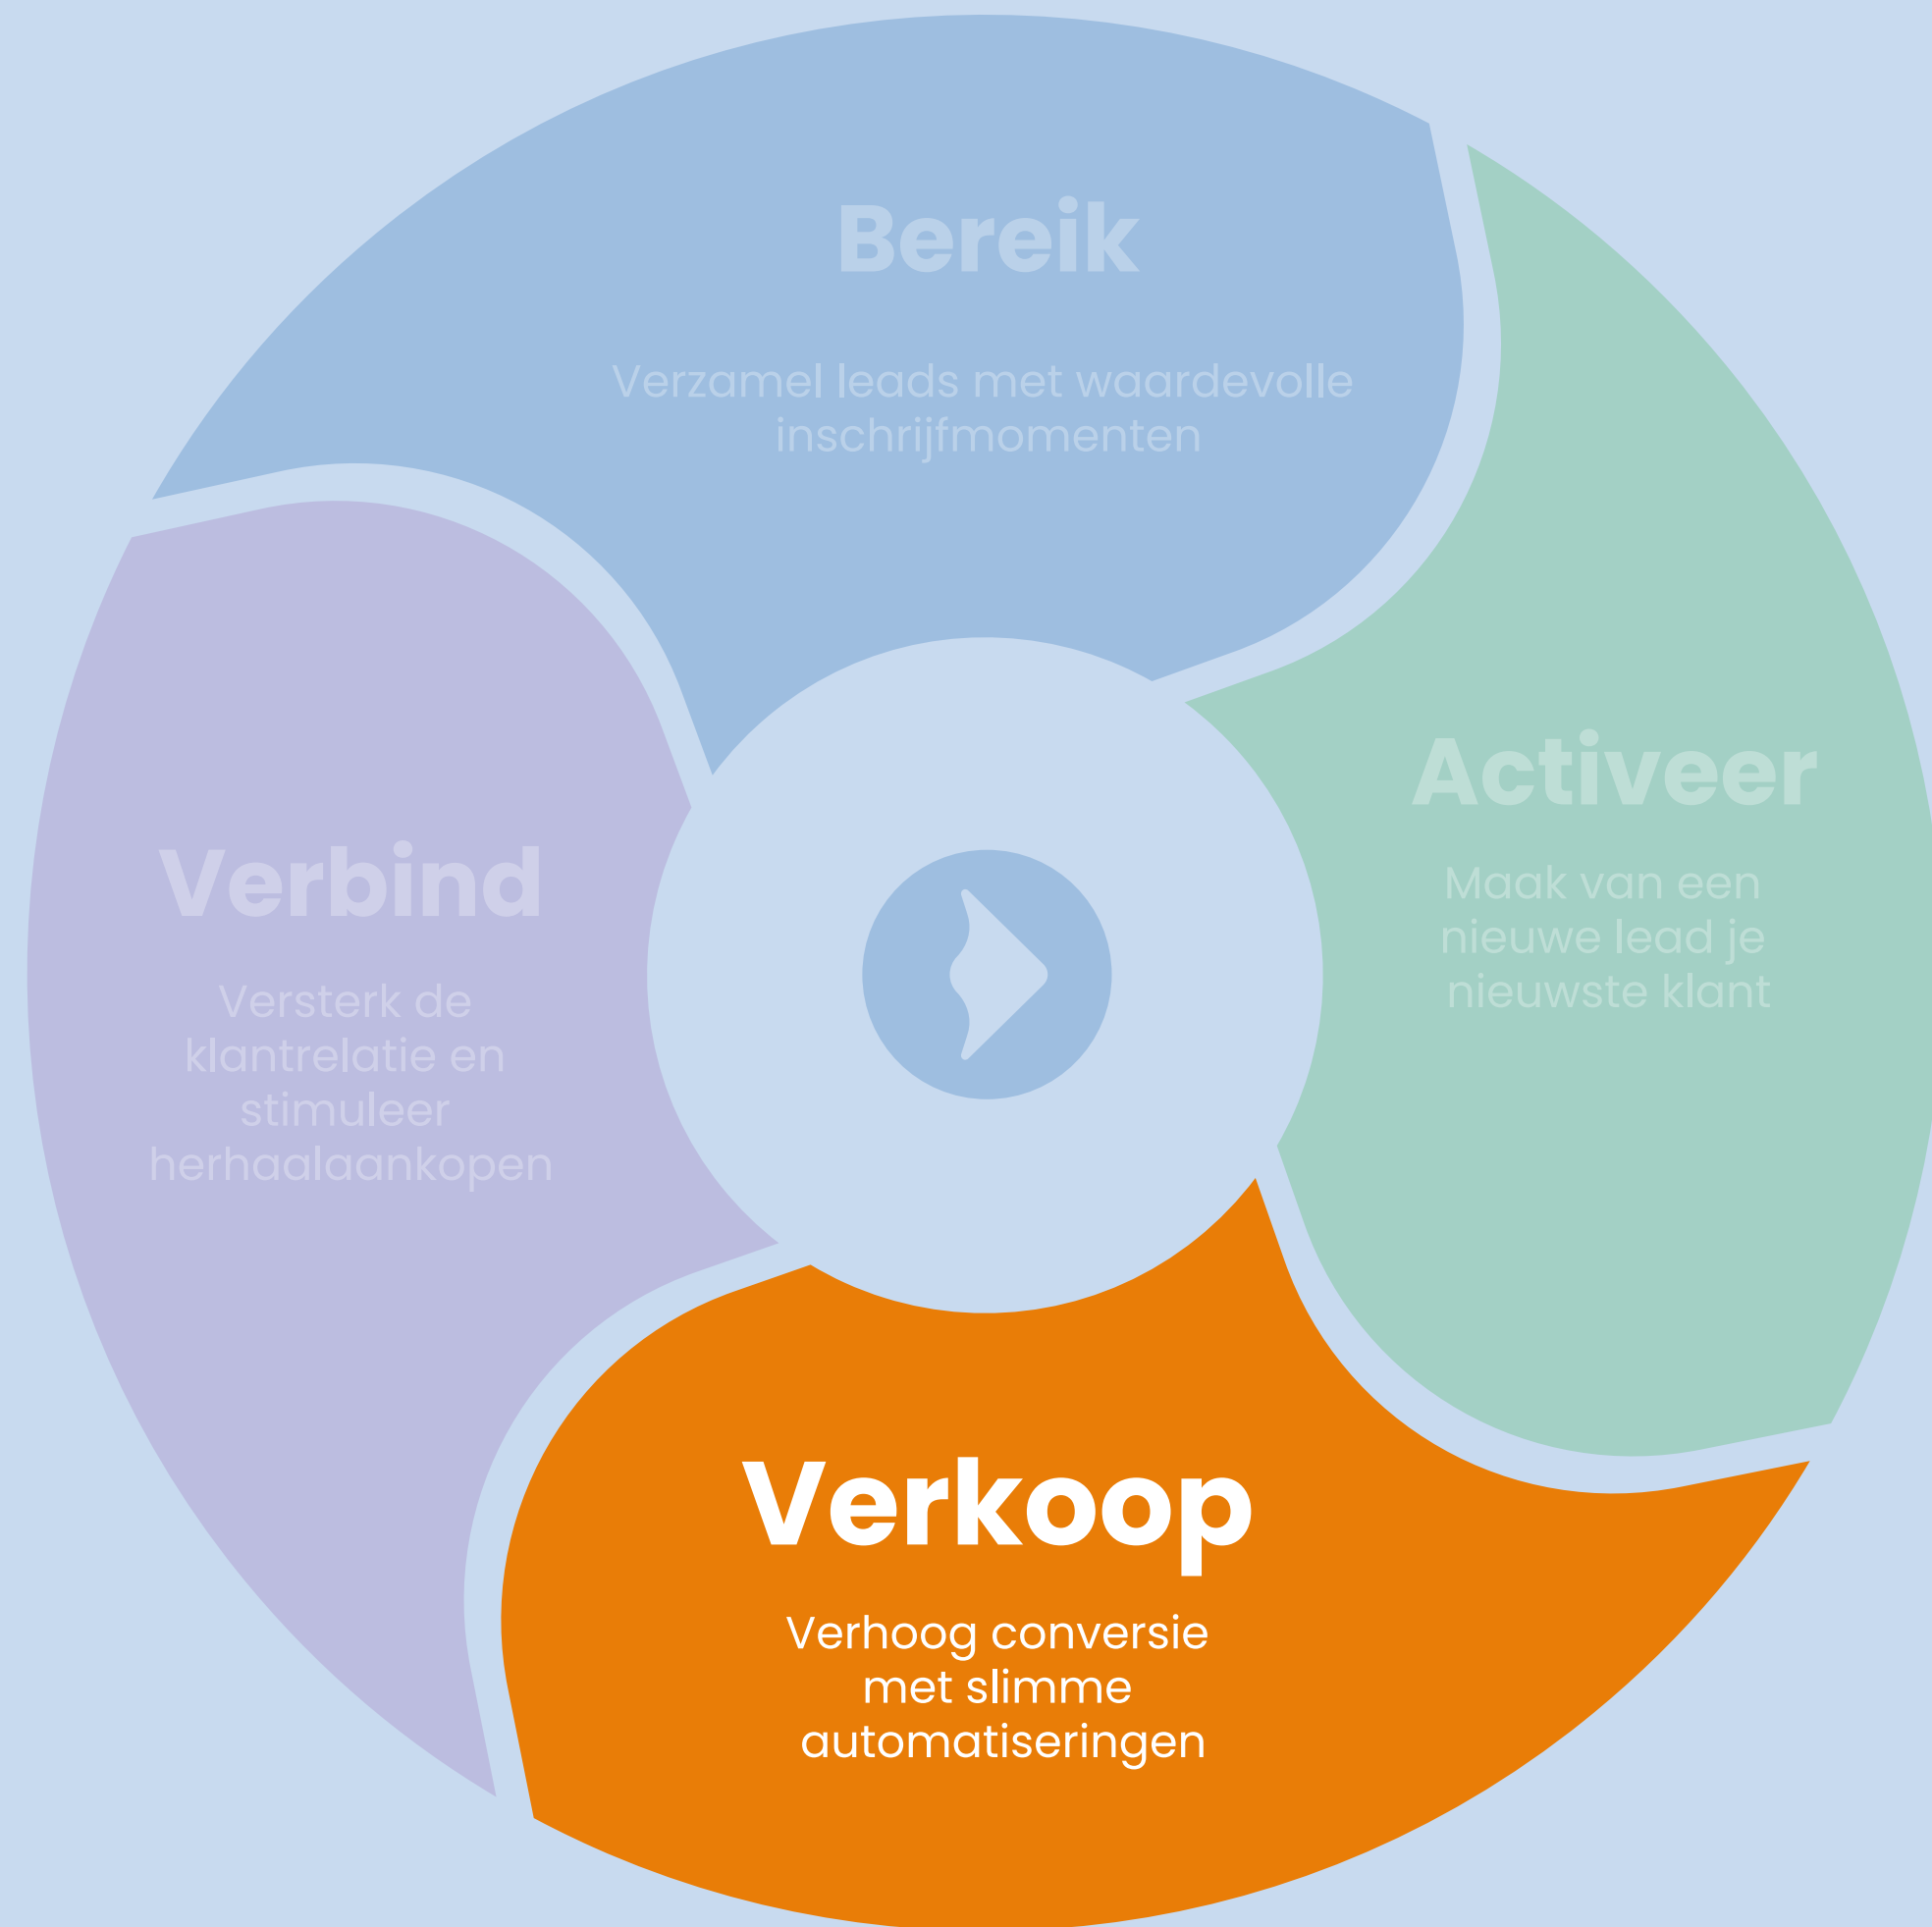 Bereik
Verzamel leads met waardevolle
inschrijfmomenten
Activeer
Maak van een
nieuwe lead je
nieuwste klant
Verkoop
Verhoog conversie
met slimme
automatiseringen
Verbind
Versterk de
klantrelatie en
stimuleer
herhaalaankopen